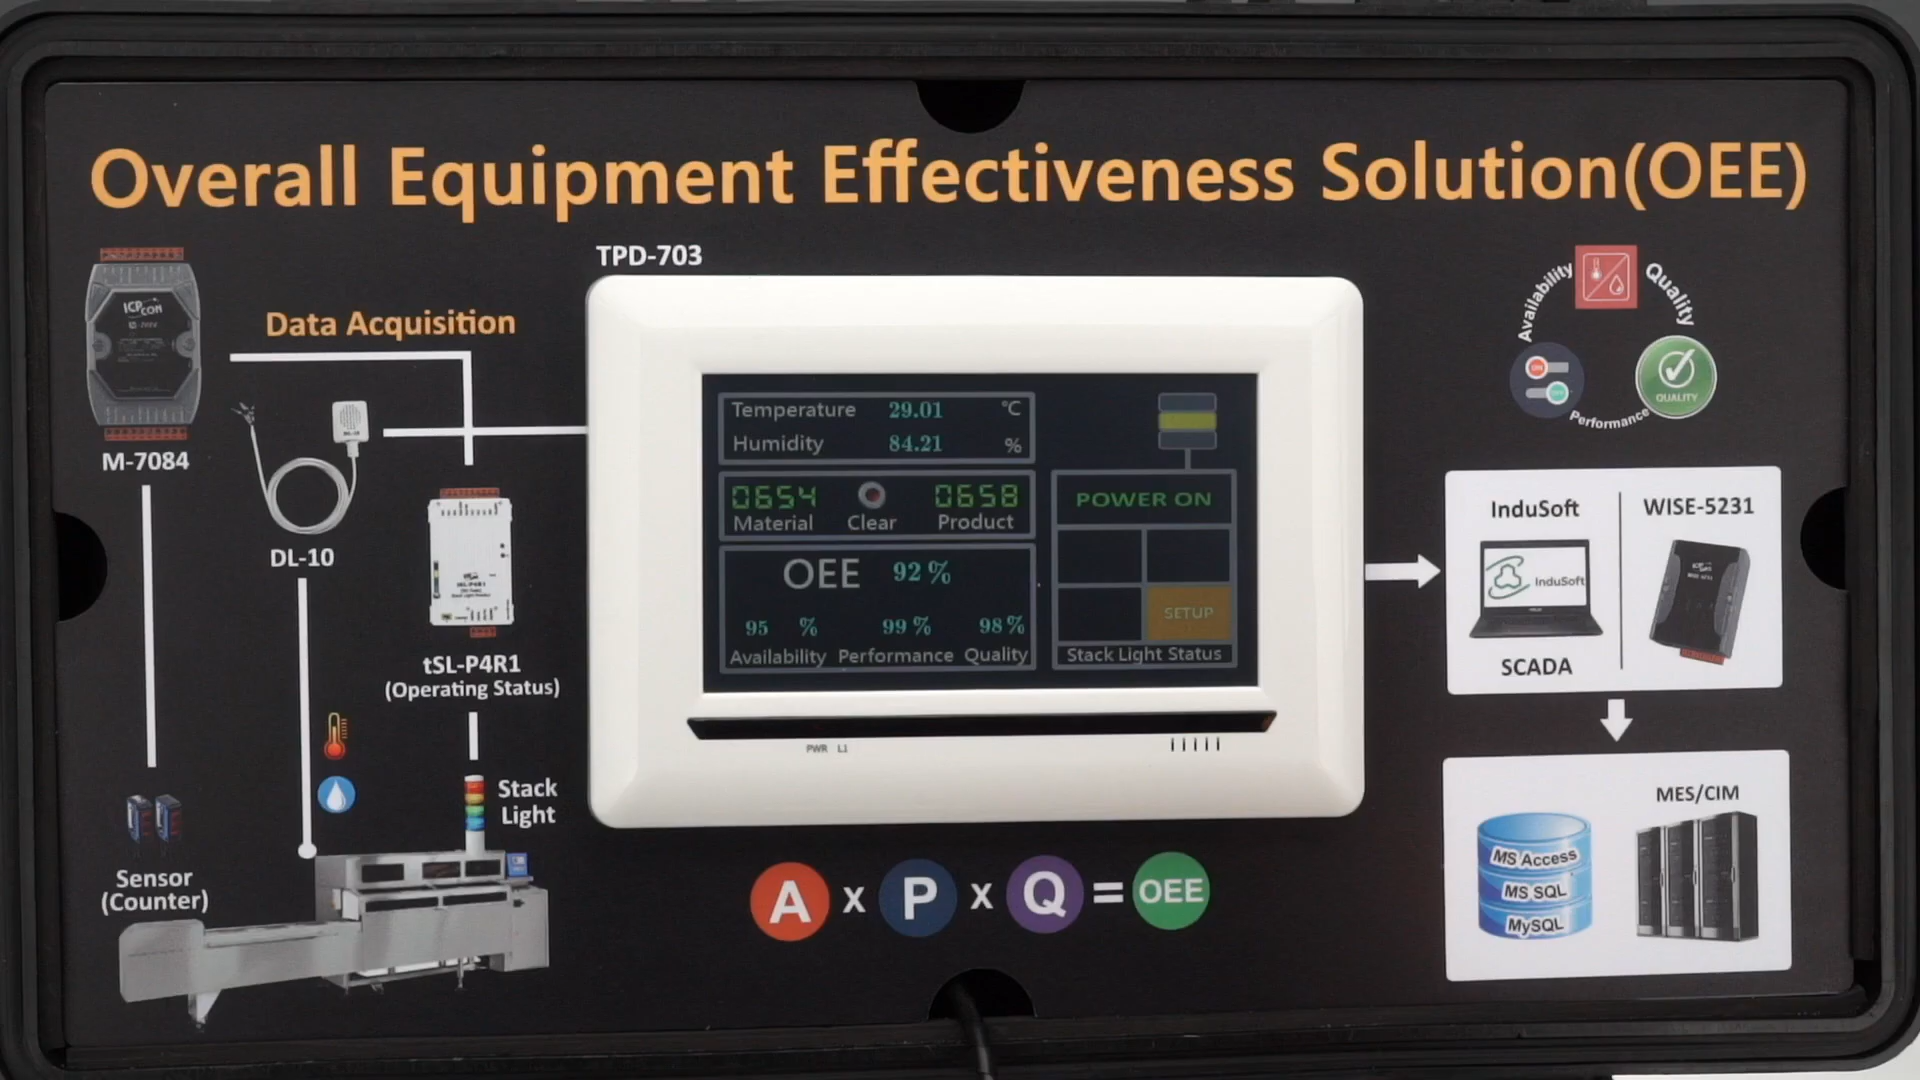 Overall Equipment Effectiveness Solution(OEE)
TPD-703
Data Acquisition
ICP CON
M-7084
DL-10
tSL-P4R1
(Operating Status)
Stack
Light
Sensor
(Counter)
Temperature 29.01 °C
Humidity 84.21 %
0654 0658
Material Clear Product
OEE 92 %
95 % 99 % 98 %
Availability Performance Quality
POWER ON
SETUP
Stack Light Status
PWR L1
A x P x Q = OEE
Availability
Quality
Performance
QUALITY
InduSoft
WISE-5231
InduSoft
SCADA
MES/CIM
MS Access
MS SQL
MySQL